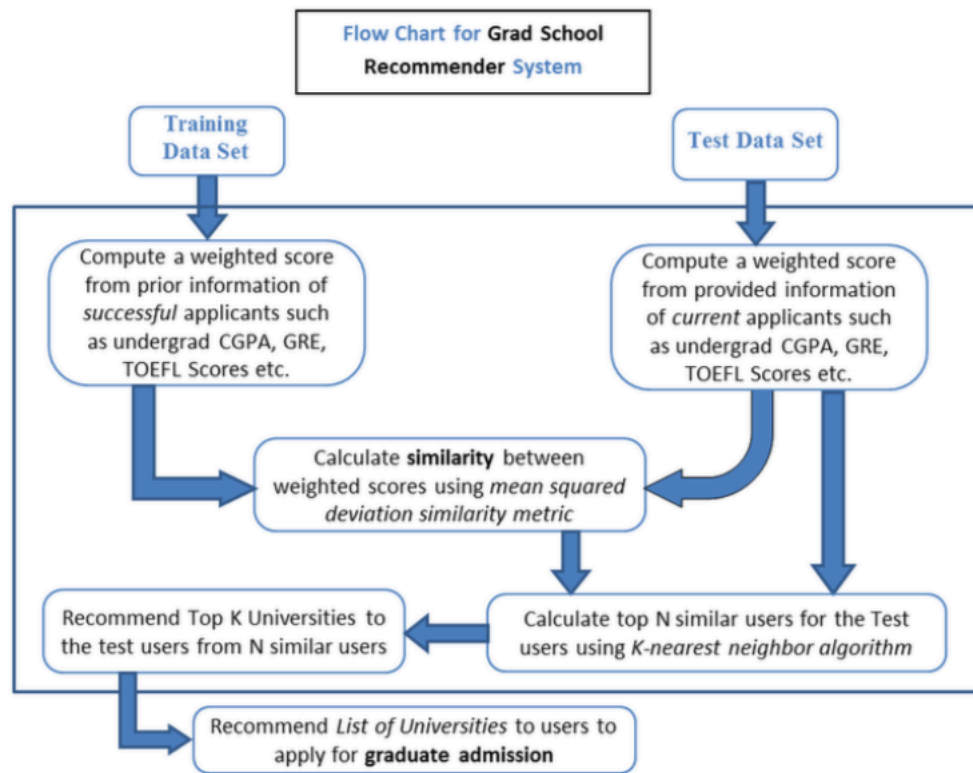 Flow Chart for Grad School
Recommender System
Training
Data Set
Test Data Set
Compute a weighted score
from prior information of
successful applicants such
as undergrad CGPA, GRE,
TOEFL Scores etc.
Compute a weighted score
from provided information
of current applicants such
as undergrad CGPA, GRE,
TOEFL Scores etc.
Calculate similarity between
weighted scores using mean squared
deviation similarity metric
Recommend Top K Universities to
the test users from N similar users
Calculate top N similar users for the Test
users using K-nearest neighbor algorithm
Recommend List of Universities to users to
apply for graduate admission